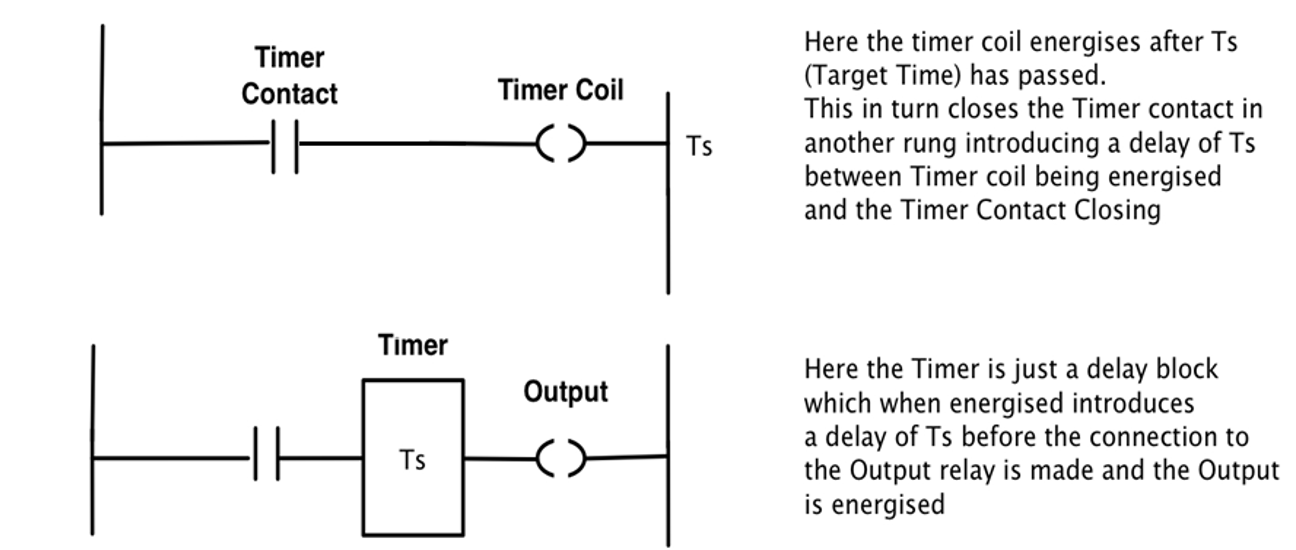 Timer
Contact
Timer Coil
Ts
Here the timer coil energises after Ts
(Target Time) has passed.
This in turn closes the Timer contact in
another rung introducing a delay of Ts
between Timer coil being energised
and the Timer Contact Closing
Timer
Ts
Output
Here the Timer is just a delay block
which when energised introduces
a delay of Ts before the connection to
the Output relay is made and the Output
is energised